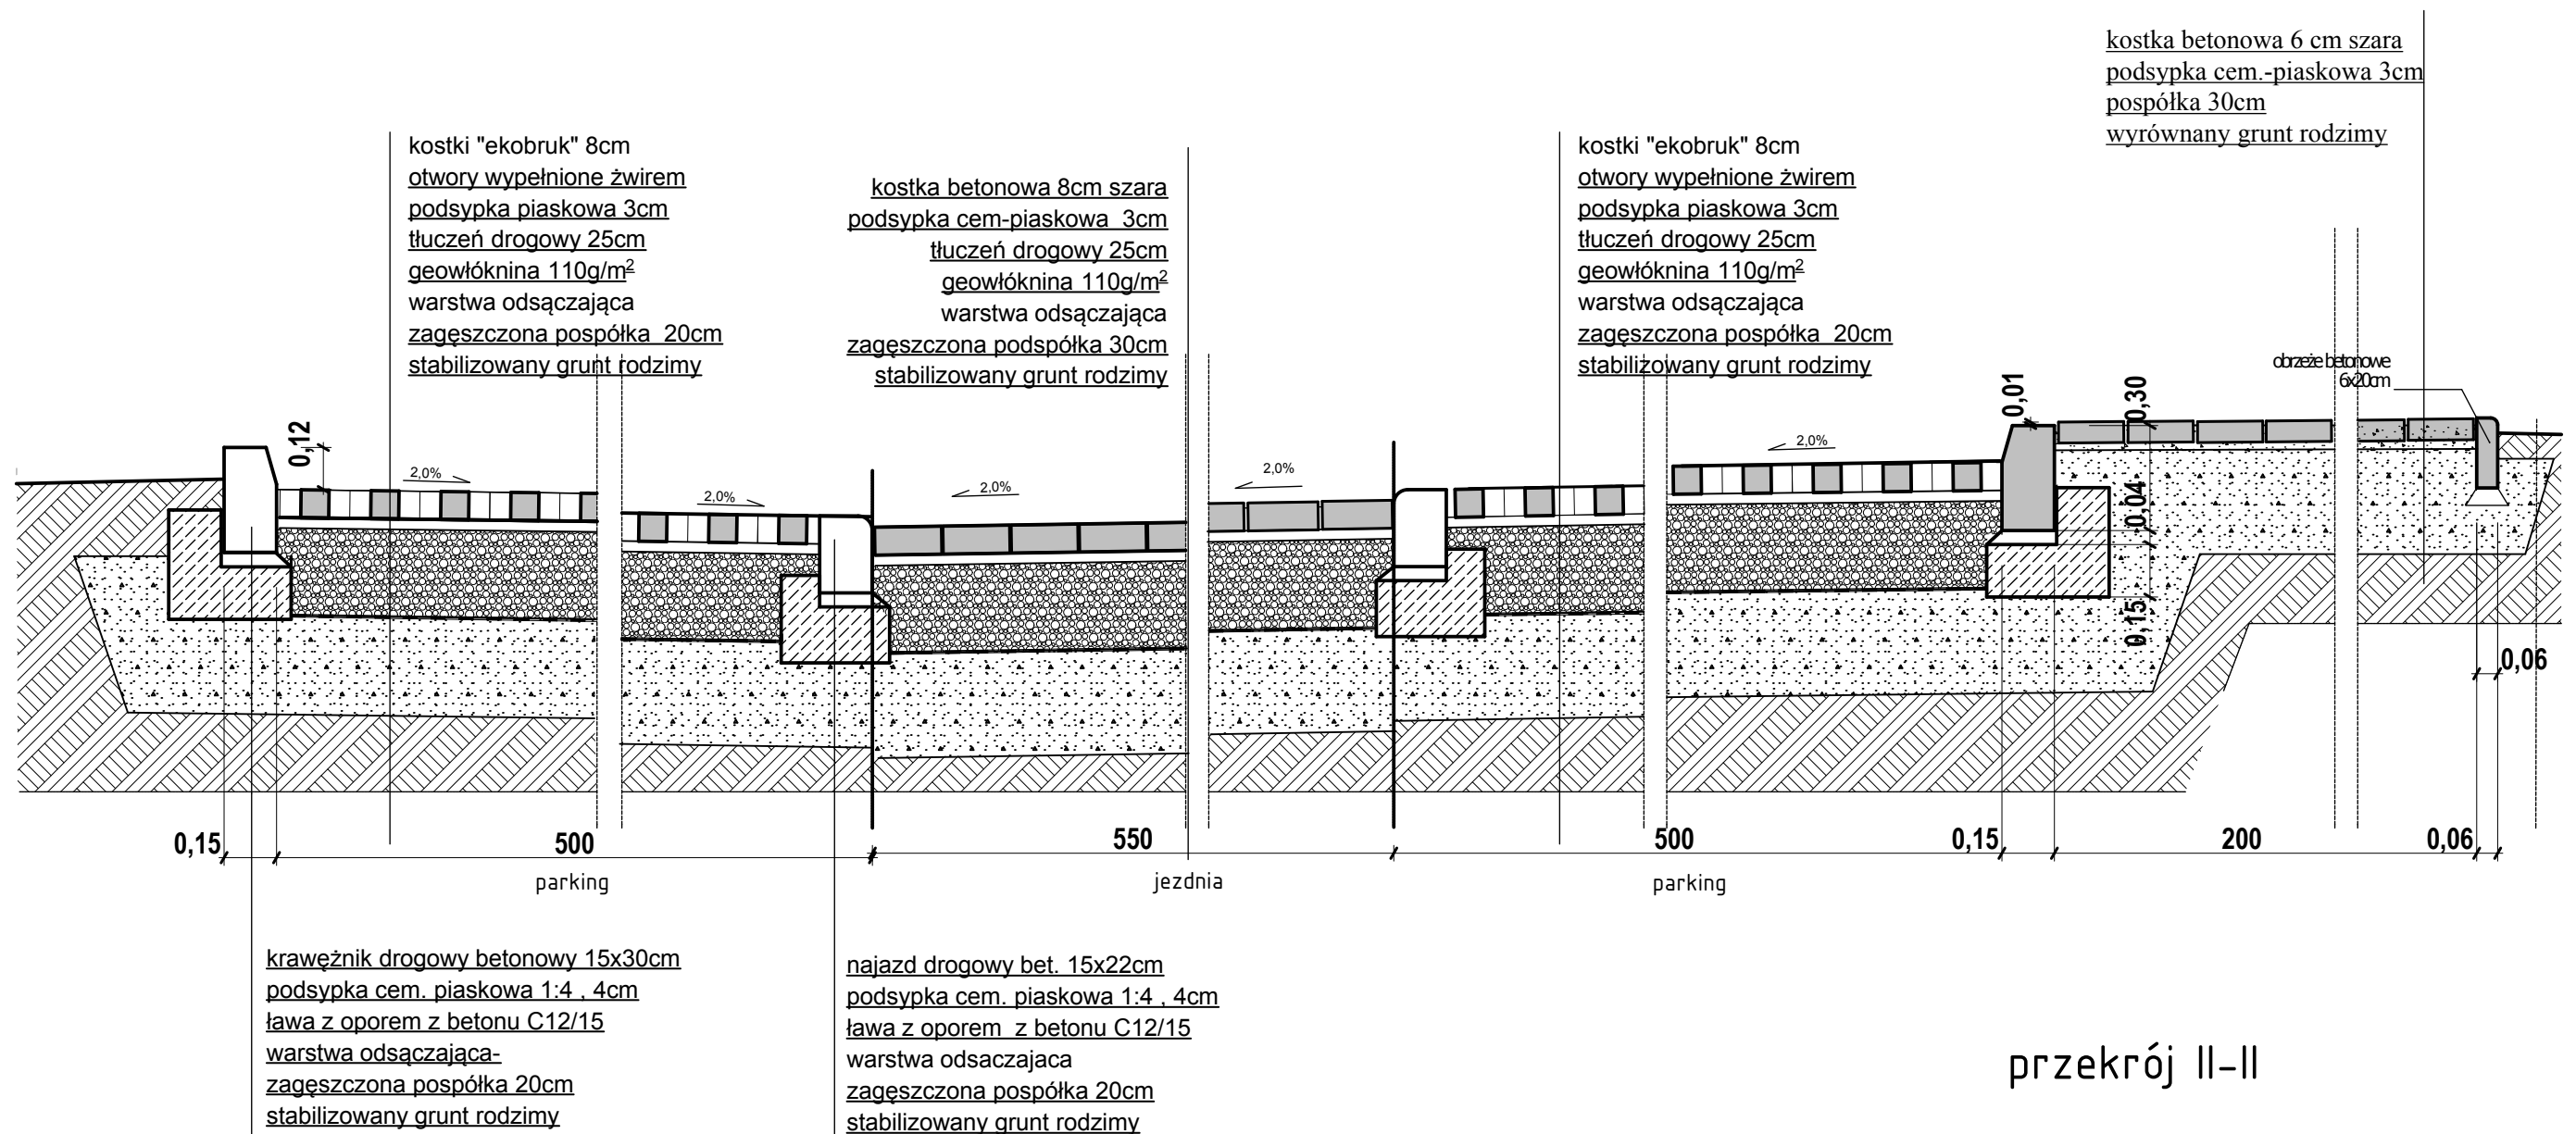 kostka betonowa 6 cm szara
podsypka cem.-piaskowa 3cm
pospółka 30cm
wyrównany grunt rodzimy
kostki "ekobruk" 8cm
otwory wypełnione żwirem
podsypka piaskowa 3cm
tłuczeń drogowy 25cm
geowłóknina 110g/m²
warstwa odsączająca
zagęszczona pospółka 20cm
stabilizowany grunt rodzimy
kostka betonowa 8cm szara
podsypka cem-piaskowa 3cm
tłuczeń drogowy 25cm
geowłóknina 110g/m²
warstwa odsączająca
zagęszczona podspółka 30cm
stabilizowany grunt rodzimy
kostki "ekobruk" 8cm
otwory wypełnione żwirem
podsypka piaskowa 3cm
tłuczeń drogowy 25cm
geowłóknina 110g/m²
warstwa odsączająca
zagęszczona pospółka 20cm
stabilizowany grunt rodzimy
obrzeże betonowe
6x20cm
0,12
2,0%
2,0%
2,0%
2,0%
2,0%
0,01
0,30
0,04
0,15
0,06
0,15
500
550
500
0,15
200
0,06
parking
jezdnia
parking
krawężnik drogowy betonowy 15x30cm
podsypka cem. piaskowa 1:4 , 4cm
ława z oporem z betonu C12/15
warstwa odsączająca-
zagęszczona pospółka 20cm
stabilizowany grunt rodzimy
najazd drogowy bet. 15x22cm
podsypka cem. piaskowa 1:4 , 4cm
ława z oporem z betonu C12/15
warstwa odsaczajaca
zagęszczona pospółka 20cm
stabilizowany grunt rodzimy
przekrój II-II